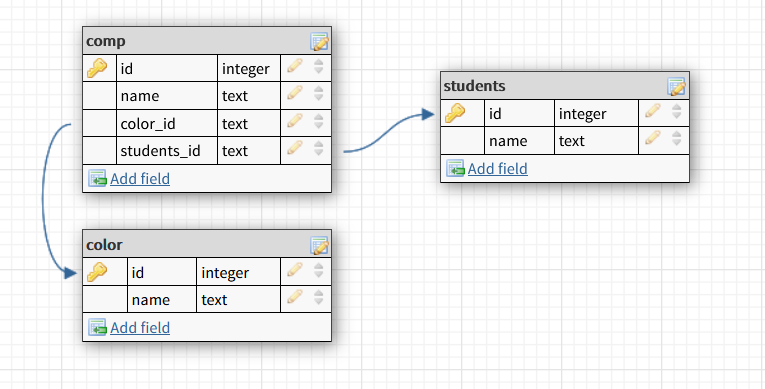 comp
id integer
name text
color_id text
students_id text
Add field
students
id integer
name text
Add field
color
id integer
name text
Add field